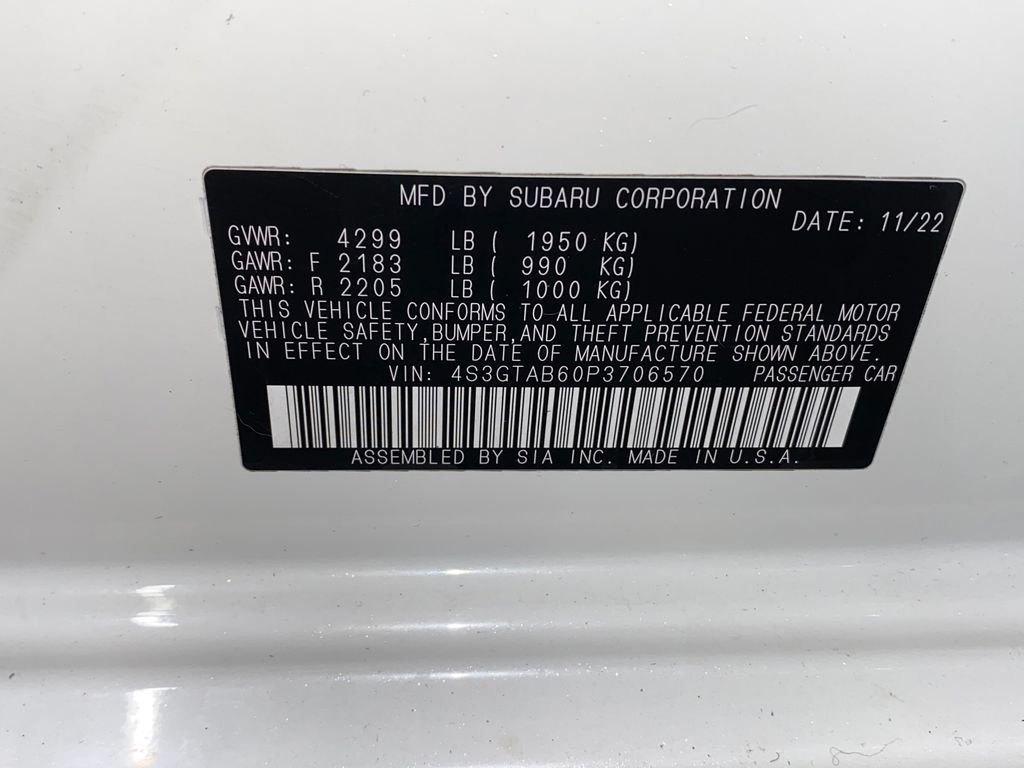 MFD BY SUBARU CORPORATION
DATE: 11/22
GVWR: 4299 LB ( 1950 KG)
GAWR: F 2183 LB ( 990 KG)
GAWR: R 2205 LB ( 1000 KG)
THIS VEHICLE CONFORMS TO ALL APPLICABLE FEDERAL MOTOR
VEHICLE SAFETY,BUMPER,AND THEFT PREVENTION STANDARDS
IN EFFECT ON THE DATE OF MANUFACTURE SHOWN ABOVE.
VIN: 4S3GTAB60P3706570 PASSENGER CAR
ASSEMBLED BY SIA INC. MADE IN U.S.A.